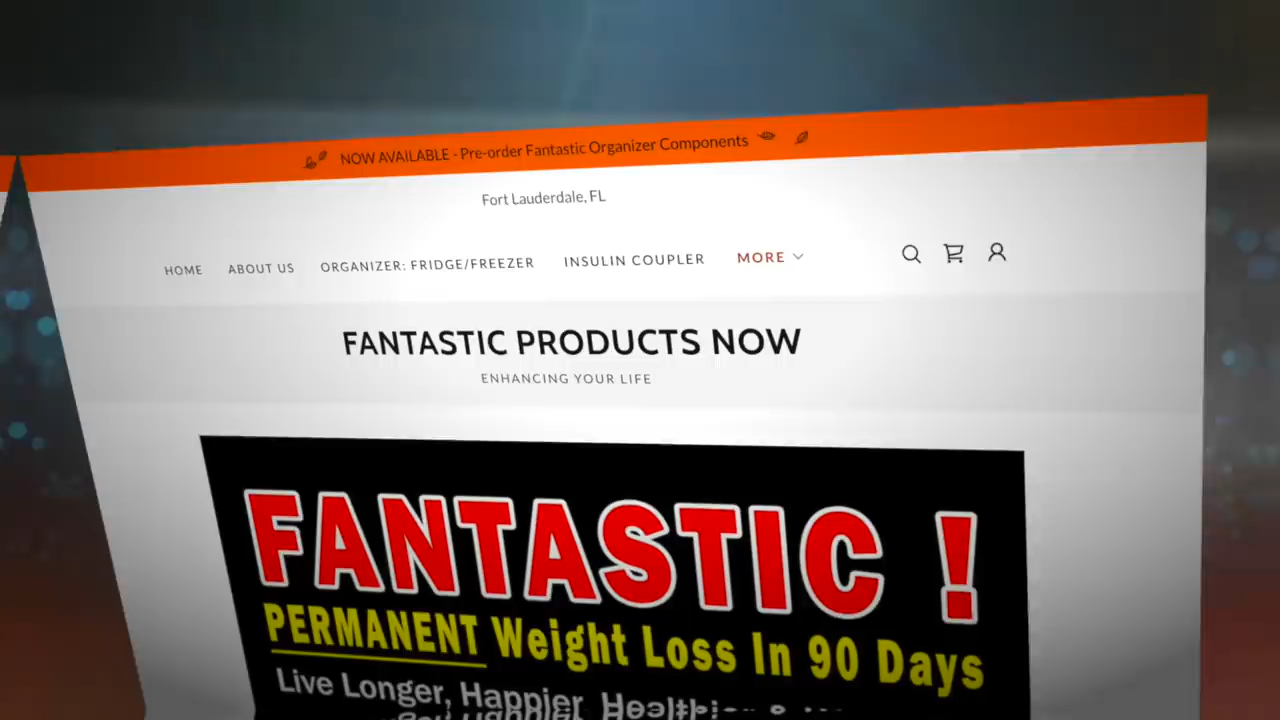 NOW AVAILABLE - Pre-order Fantastic Organizer Components
Fort Lauderdale, FL
HOME ABOUT US ORGANIZER: FRIDGE/FREEZER INSULIN COUPLER MORE
FANTASTIC PRODUCTS NOW
ENHANCING YOUR LIFE
FANTASTIC !
PERMANENT Weight Loss In 90 Days
Live Longer, Happier,